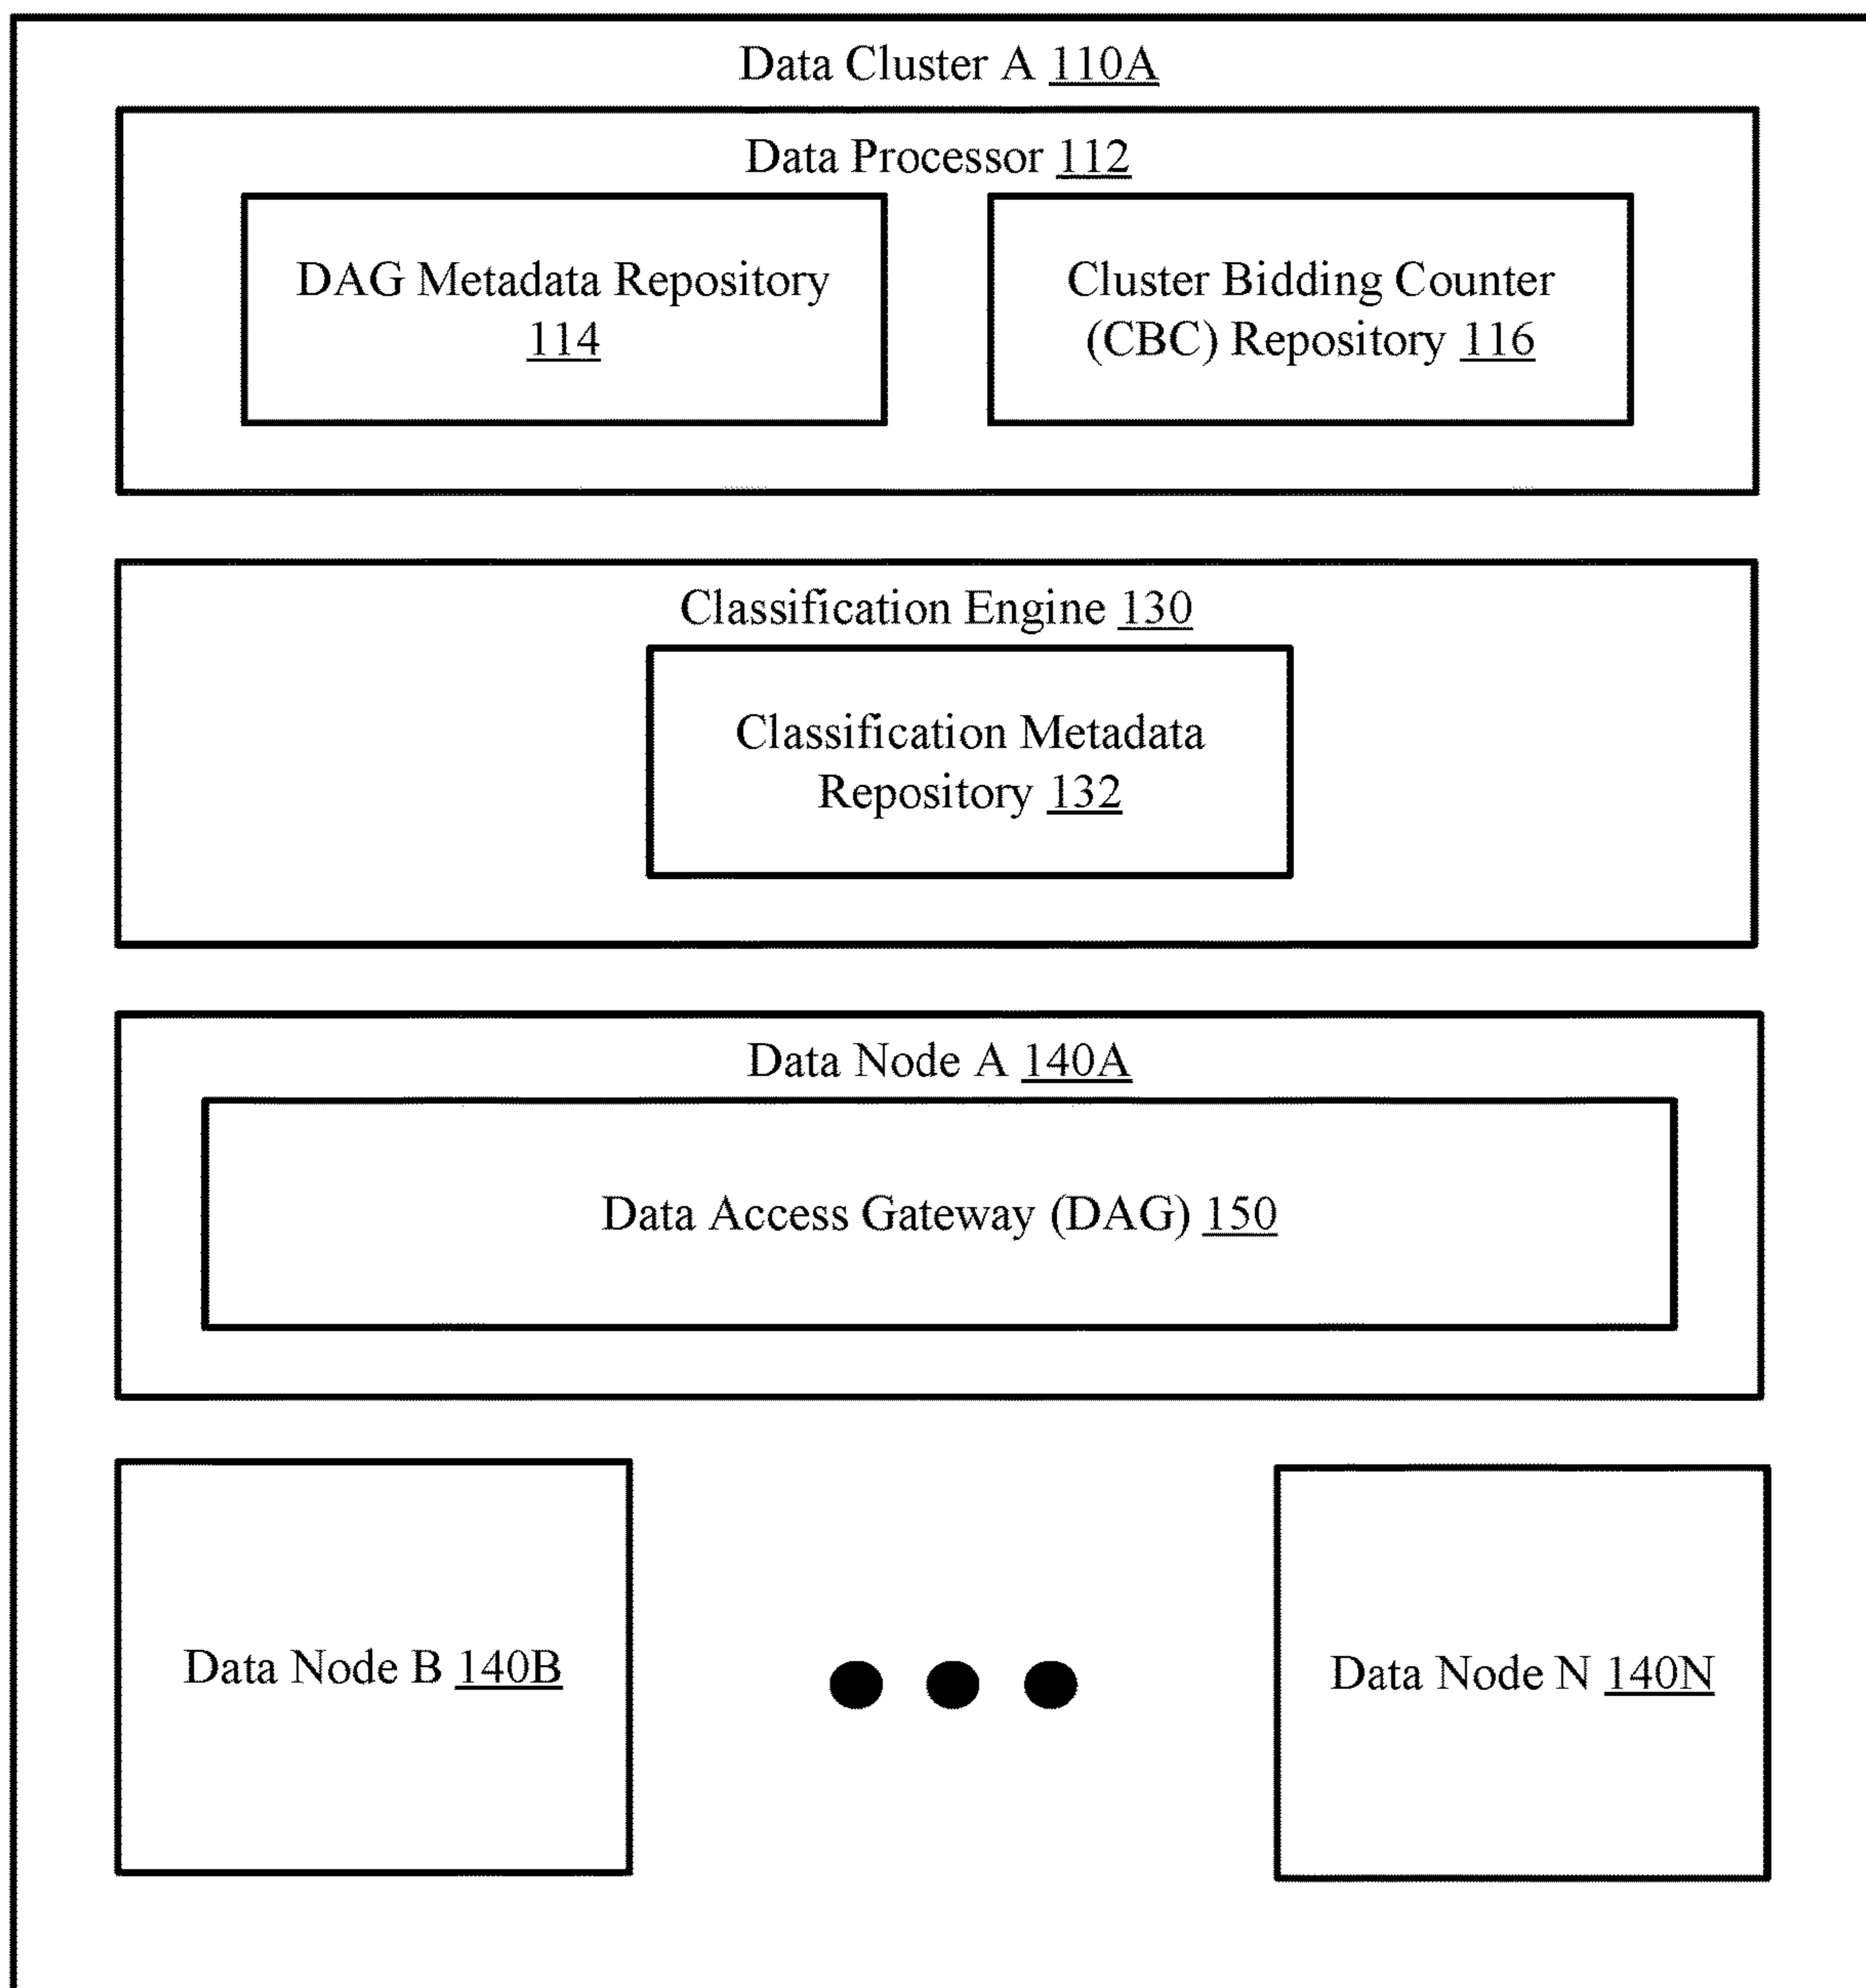 Data Cluster A 110A
Data Processor 112
DAG Metadata Repository
114
Cluster Bidding Counter
(CBC) Repository 116
Classification Engine 130
Classification Metadata
Repository 132
Data Node A 140A
Data Access Gateway (DAG) 150
Data Node B 140B
Data Node N 140N